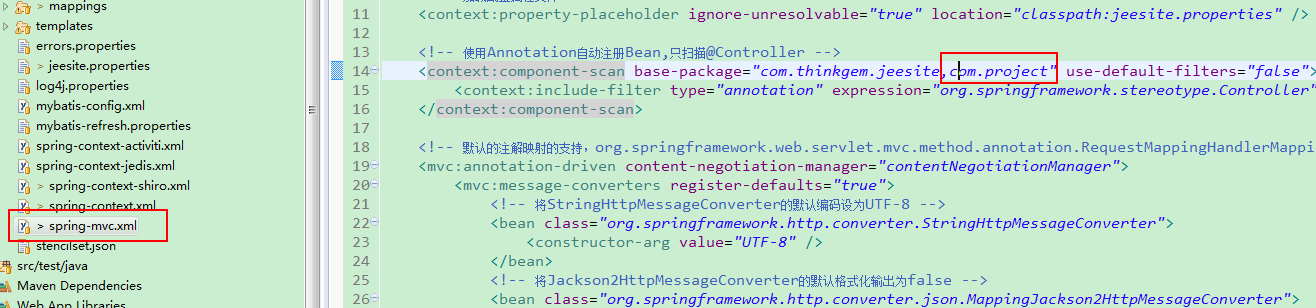 > mappings
templates
errors.properties
> jeesite.properties
log4j.properties
mybatis-config.xml
mybatis-refresh.properties
spring-context-activiti.xml
spring-context-jedis.xml
> spring-context-shiro.xml
> spring-context.xml
> spring-mvc.xml
stencilset.json
src/test/java
Maven Dependencies
Web App Libraries
11 <context:property-placeholder ignore-unresolvable="true" location="classpath:jeesite.properties" />
12
13 <!-- 使用Annotation自动注册Bean,只扫描@Controller -->
14 <context:component-scan base-package="com.thinkgem.jeesite,com.project" use-default-filters="false">
15 <context:include-filter type="annotation" expression="org.springframework.stereotype.Controller"
16 </context:component-scan>
17
18 <!-- 默认的注解映射的支持，org.springframework.web.servlet.mvc.method.annotation.RequestMappingHandlerMappi
19 <mvc:annotation-driven content-negotiation-manager="contentNegotiationManager">
20 <mvc:message-converters register-defaults="true">
21 <!-- 将StringHttpMessageConverter的默认编码设为UTF-8 -->
22 <bean class="org.springframework.http.converter.StringHttpMessageConverter">
23 <constructor-arg value="UTF-8" />
24 </bean>
25 <!-- 将Jackson2HttpMessageConverter的默认格式化输出为false -->
26 <bean class="org.springframework.http.converter.json.MappingJackson2HttpMessageConverter">